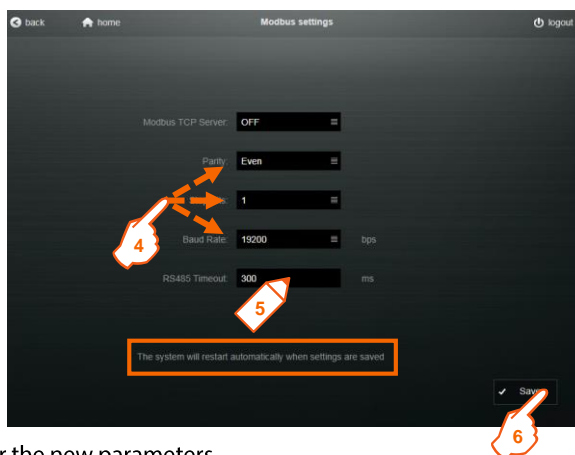 back home Modbus settings logout
Modbus TCP Server: OFF
Parity: Even
1
Baud Rate: 19200 bps
RS485 Timeout: 300 ms
4
5
The system will restart automatically when settings are saved
Save
6
the new parameters